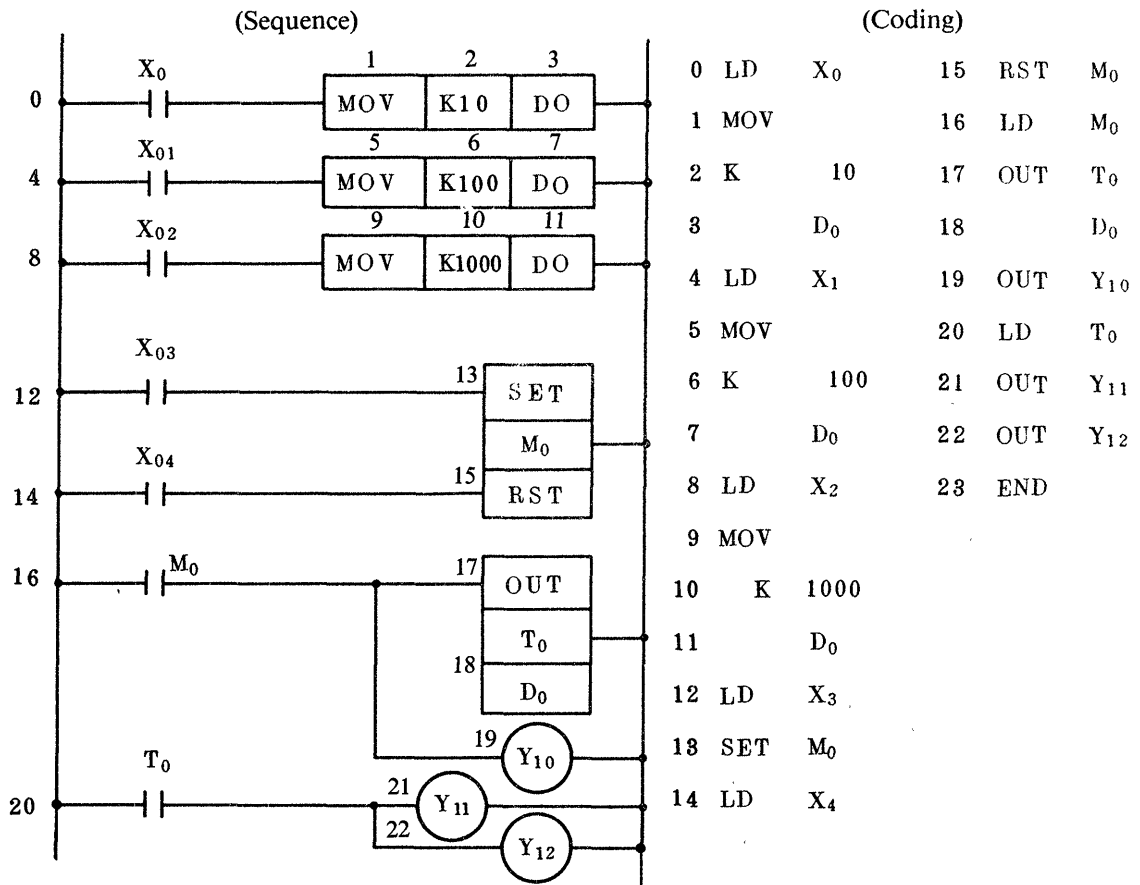 (Sequence)
X0
1 2 3
0 MOV K10 DO
X01
5 6 7
4 MOV K100 DO
X02
9 10 11
8 MOV K1000 DO
X03
13
12 SET
M0
X04
15
14 RST
M0
16 17 OUT
T0
18
D0
19
Y10
T0
21
20 Y11
22
Y12
(Coding)
0 LD X0
1 MOV
2 K 10
3 D0
4 LD X1
5 MOV
6 K 100
7 D0
8 LD X2
9 MOV
10 K 1000
11 D0
12 LD X3
13 SET M0
14 LD X4
15 RST M0
16 LD M0
17 OUT T0
18 D0
19 OUT Y10
20 LD T0
21 OUT Y11
22 OUT Y12
23 END